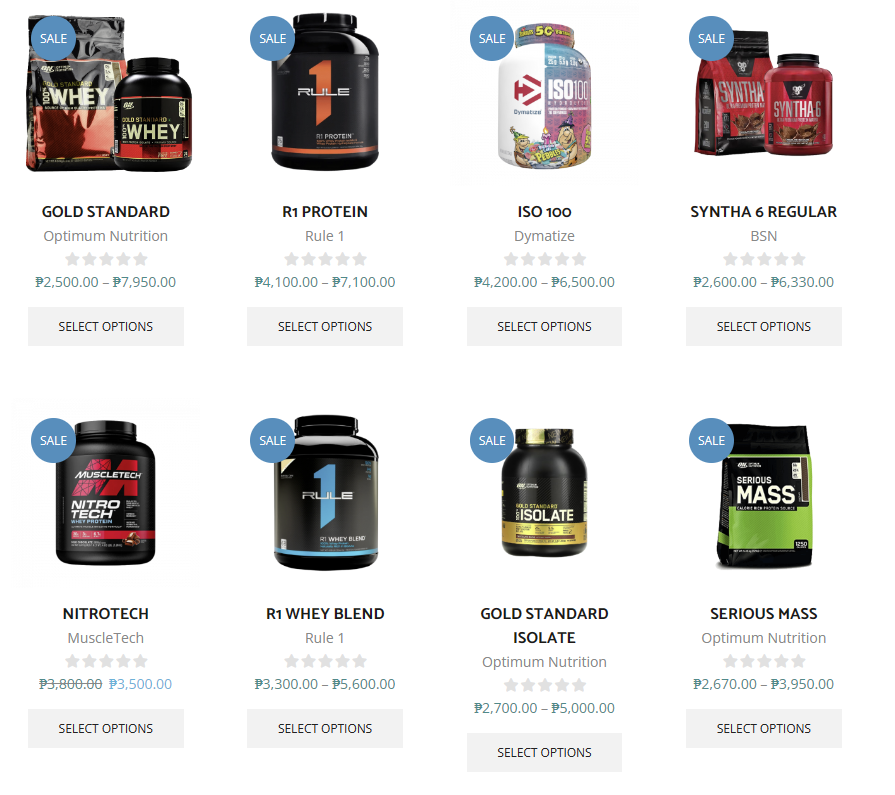 SALE
GOLD STANDARD
100% WHEY
GOLD STANDARD
100% WHEY
GOLD STANDARD
Optimum Nutrition
₱2,500.00 – ₱7,950.00
SELECT OPTIONS
SALE
1
RULE
R1 PROTEIN
R1 PROTEIN
Rule 1
₱4,100.00 – ₱7,100.00
SELECT OPTIONS
SALE
ISO100
Dymatize
PEBBLES
ISO 100
Dymatize
₱4,200.00 – ₱6,500.00
SELECT OPTIONS
SALE
SYNTHA
SYNTHA-6
SYNTHA 6 REGULAR
BSN
₱2,600.00 – ₱6,330.00
SELECT OPTIONS
SALE
MUSCLETECH
NITRO
TECH
WHEY PROTEIN
NITROTECH
MuscleTech
₱3,800.00 ₱3,500.00
SELECT OPTIONS
SALE
1
RULE
R1 WHEY BLEND
R1 WHEY BLEND
Rule 1
₱3,300.00 – ₱5,600.00
SELECT OPTIONS
SALE
GOLD STANDARD
100% ISOLATE
GOLD STANDARD
ISOLATE
Optimum Nutrition
₱2,700.00 – ₱5,000.00
SELECT OPTIONS
SALE
SERIOUS
MASS
CALORIE RICH PROTEIN SOURCE
1250
SERIOUS MASS
Optimum Nutrition
₱2,670.00 – ₱3,950.00
SELECT OPTIONS